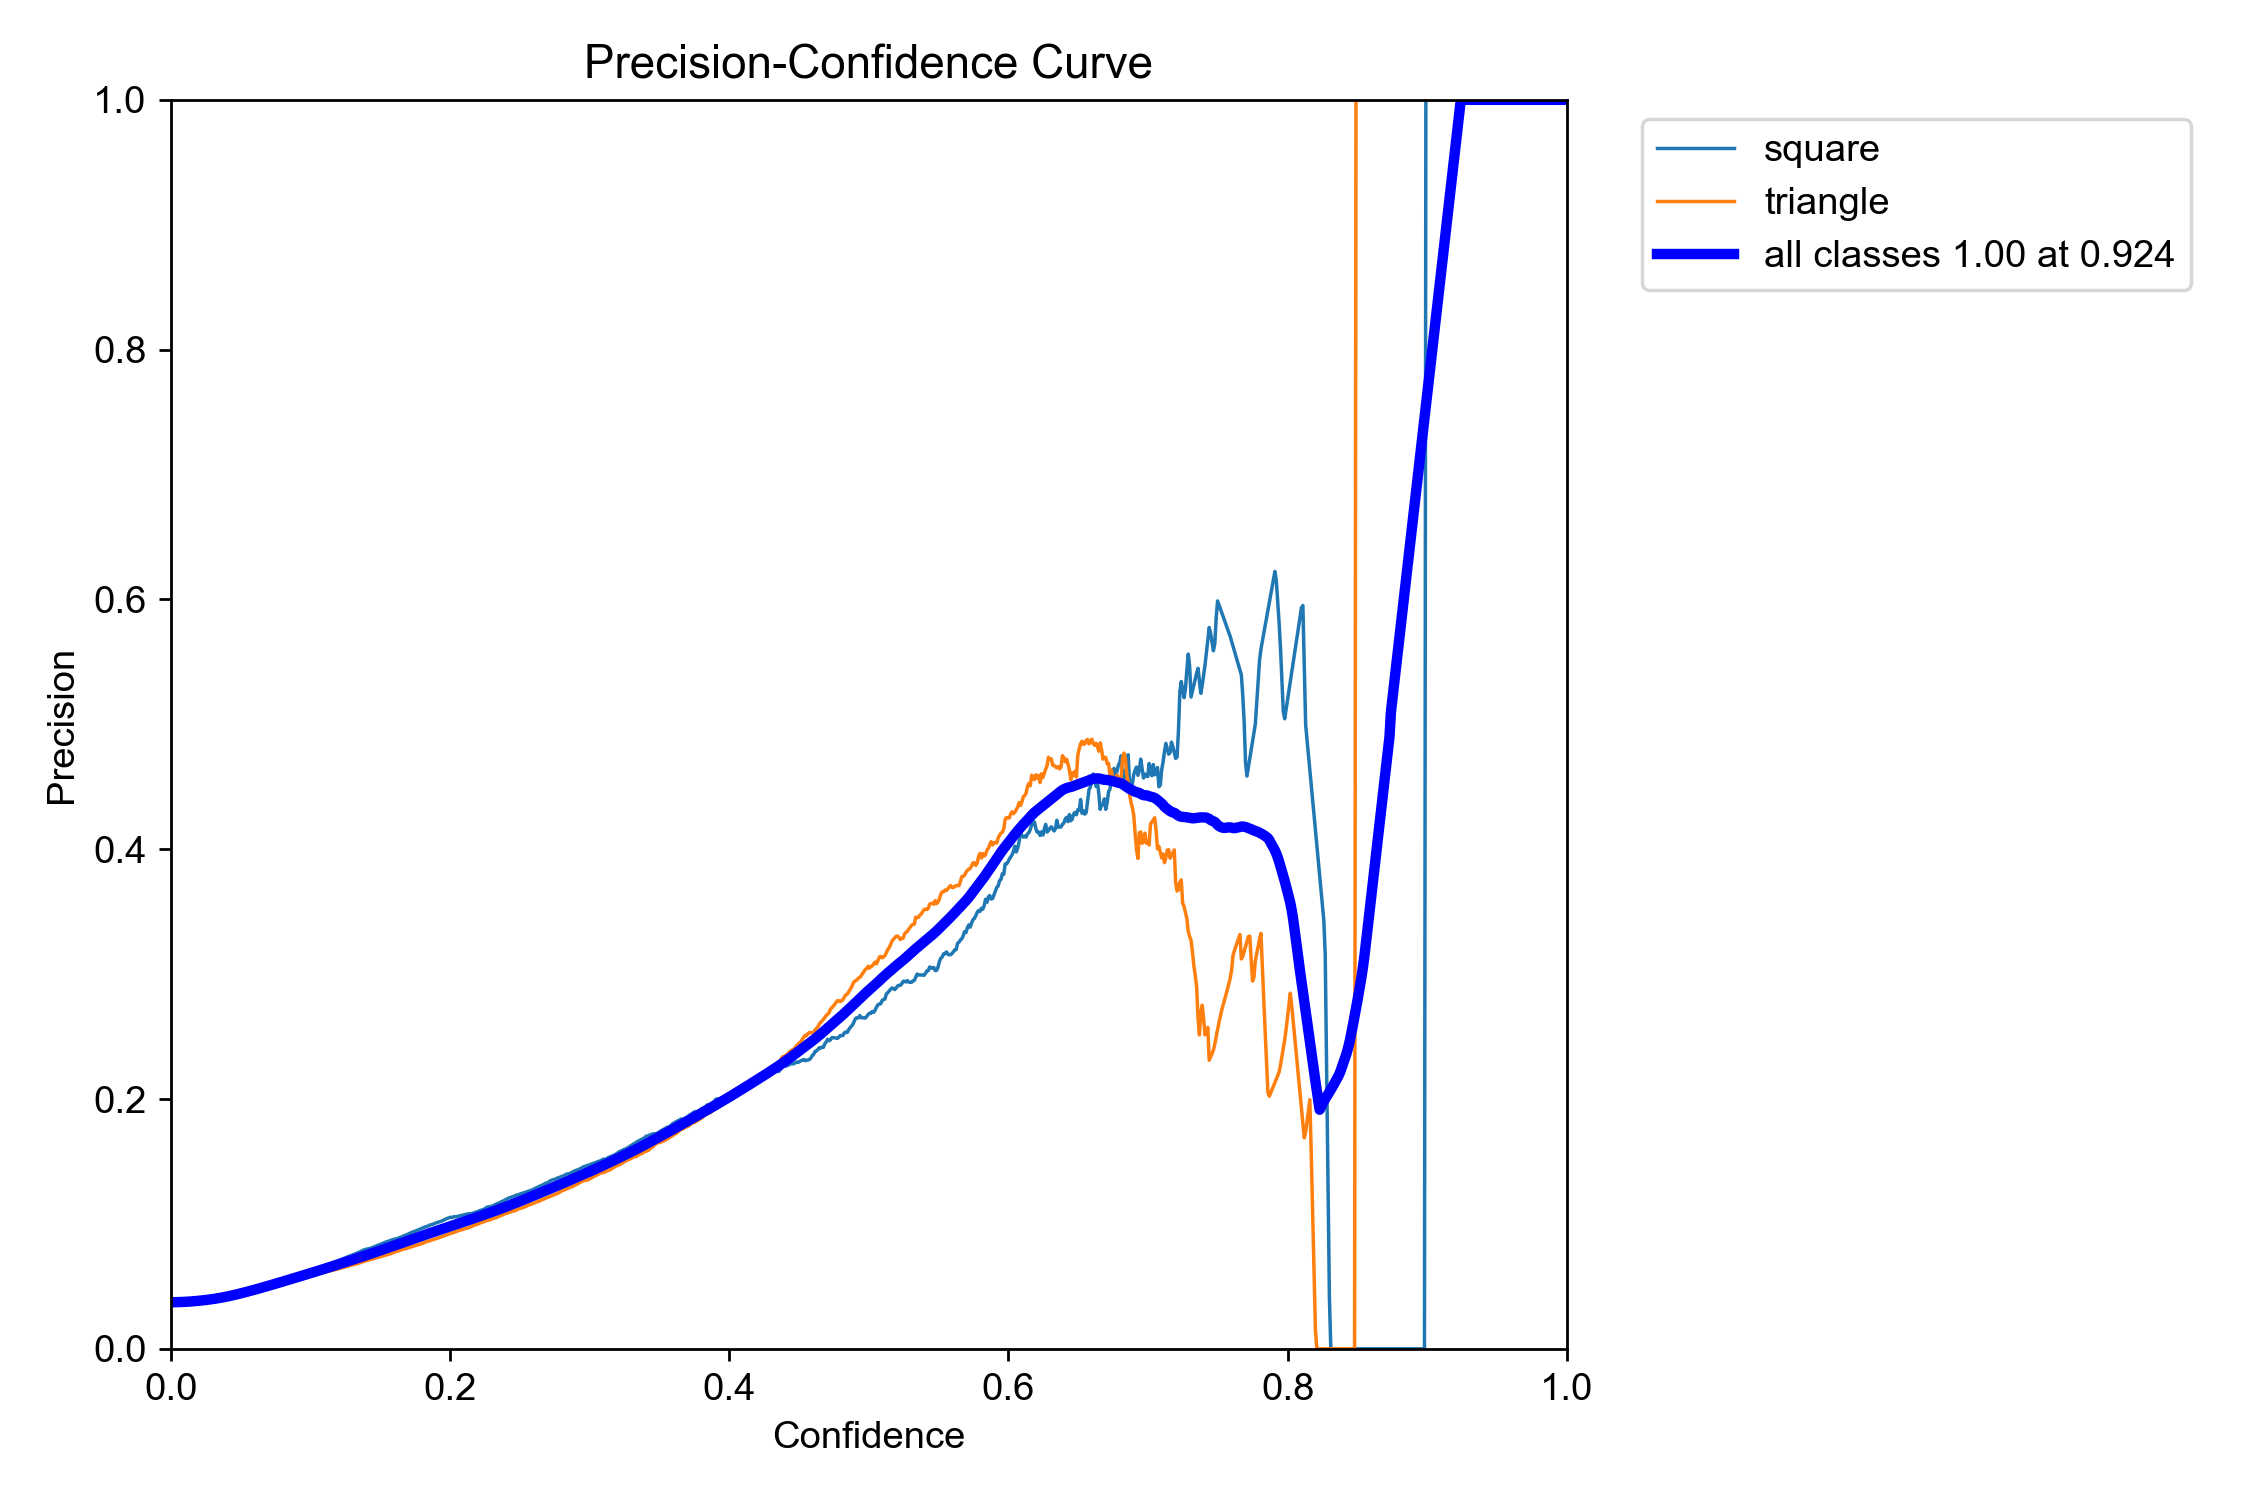 Precision-Confidence Curve
1.0
0.8
0.6
0.4
0.2
0.0
Precision
0.0 0.2 0.4 0.6 0.8 1.0
Confidence
square
triangle
all classes 1.00 at 0.924